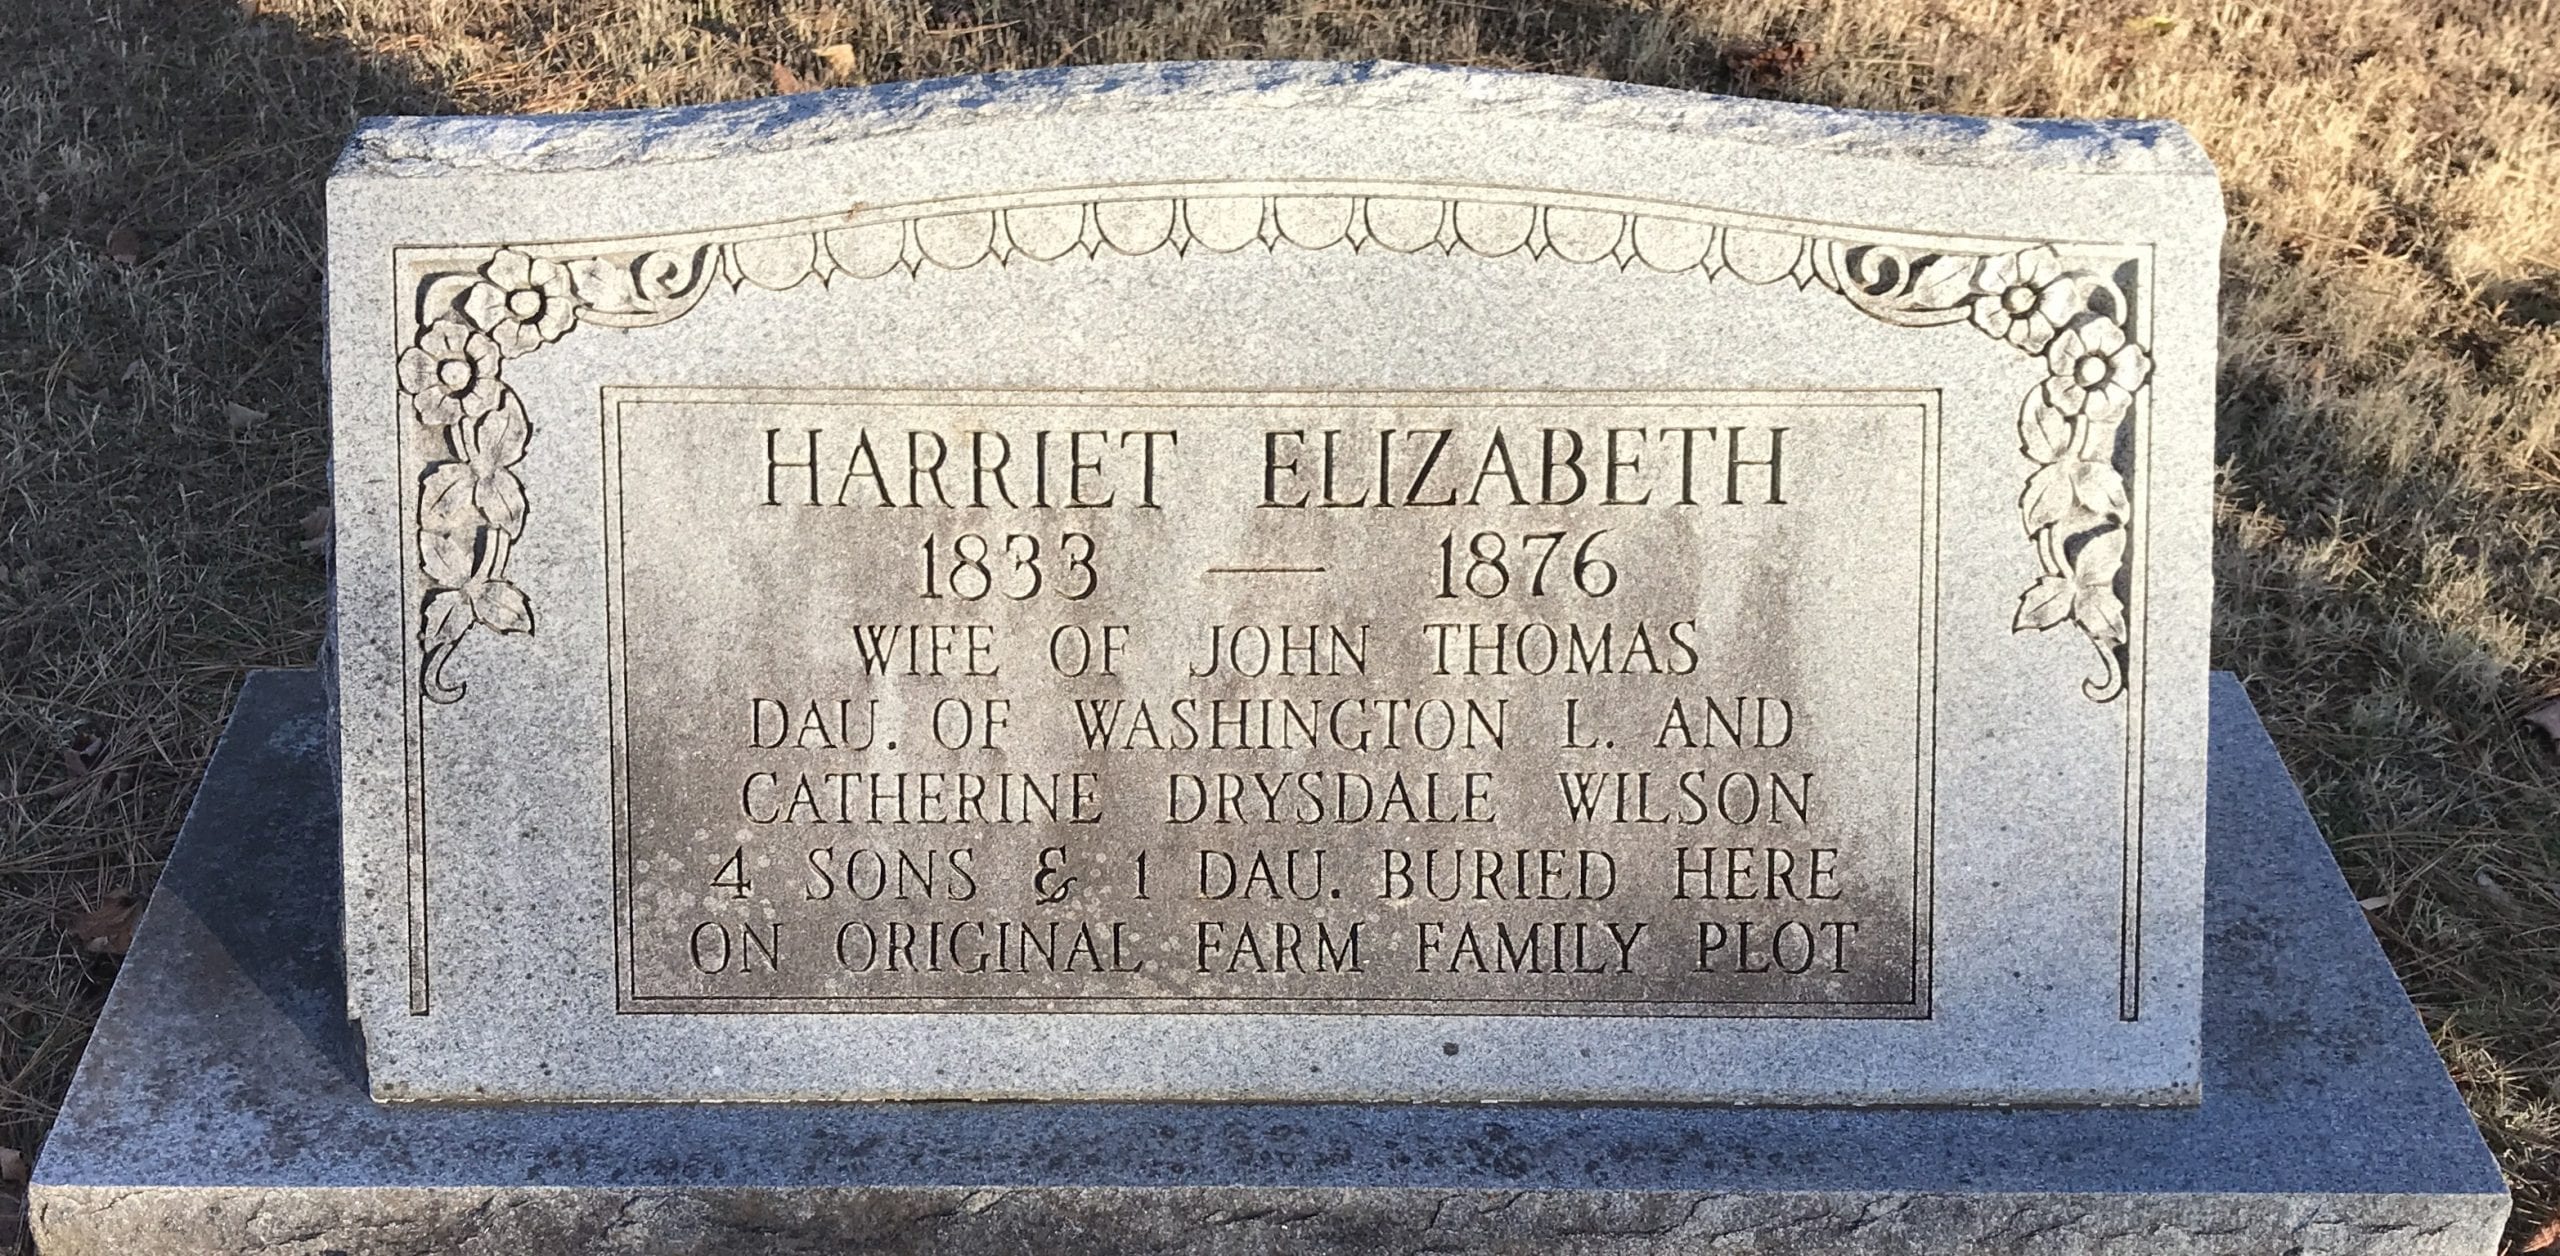 HARRIET ELIZABETH
1833 — 1876
WIFE OF JOHN THOMAS
DAU. OF WASHINGTON L. AND
CATHERINE DRYSDALE WILSON
4 SONS & 1 DAU. BURIED HERE
ON ORIGINAL FARM FAMILY PLOT